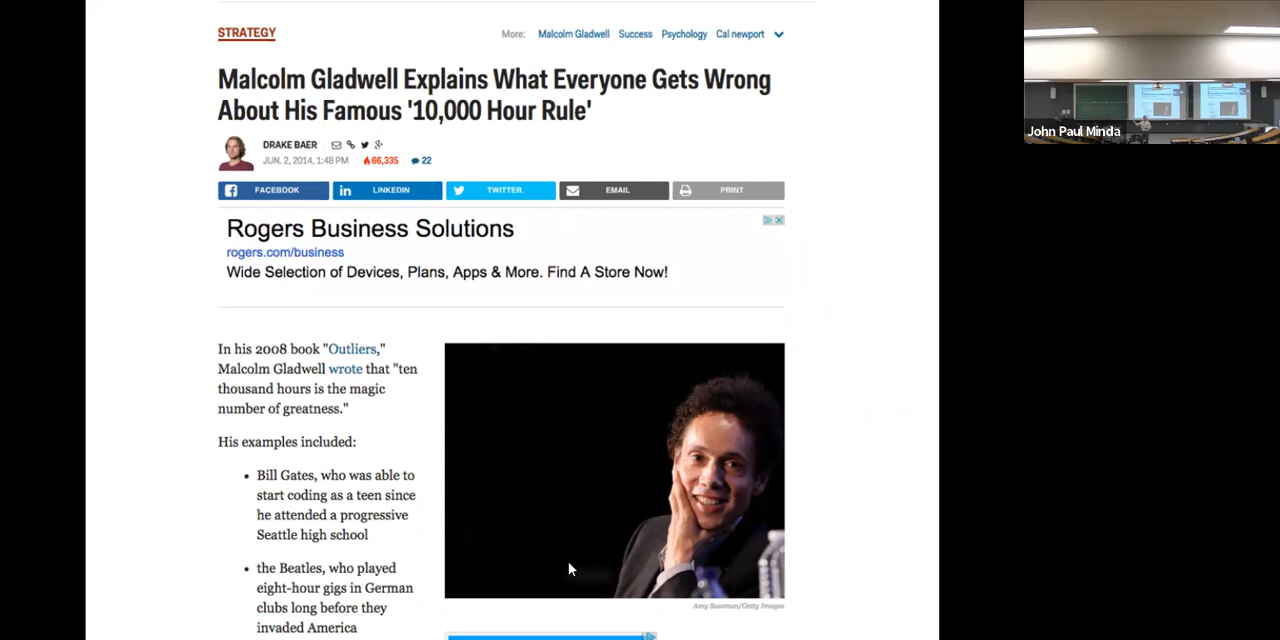 STRATEGY
More: Malcolm Gladwell Success Psychology Cal newport
Malcolm Gladwell Explains What Everyone Gets Wrong
About His Famous '10,000 Hour Rule'
DRAKE BAER
JUN. 2, 2014, 1:48 PM 66,335 22
FACEBOOK LINKEDIN TWITTER EMAIL PRINT
Rogers Business Solutions
rogers.com/business
Wide Selection of Devices, Plans, Apps & More. Find A Store Now!
In his 2008 book "Outliers,"
Malcolm Gladwell wrote that "ten
thousand hours is the magic
number of greatness."
His examples included:
• Bill Gates, who was able to
start coding as a teen since
he attended a progressive
Seattle high school
• the Beatles, who played
eight-hour gigs in German
clubs long before they
invaded America
Amy Sussman/Getty Images
John Paul Minda